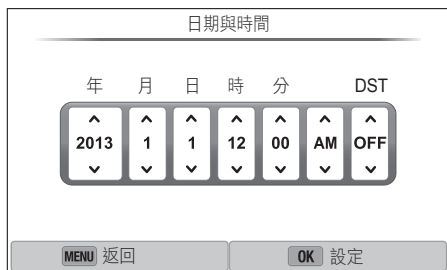 日期與時間
年 月 日 時 分 DST
2013 1 1 12 00 AM OFF
MENU 返回 OK 設定